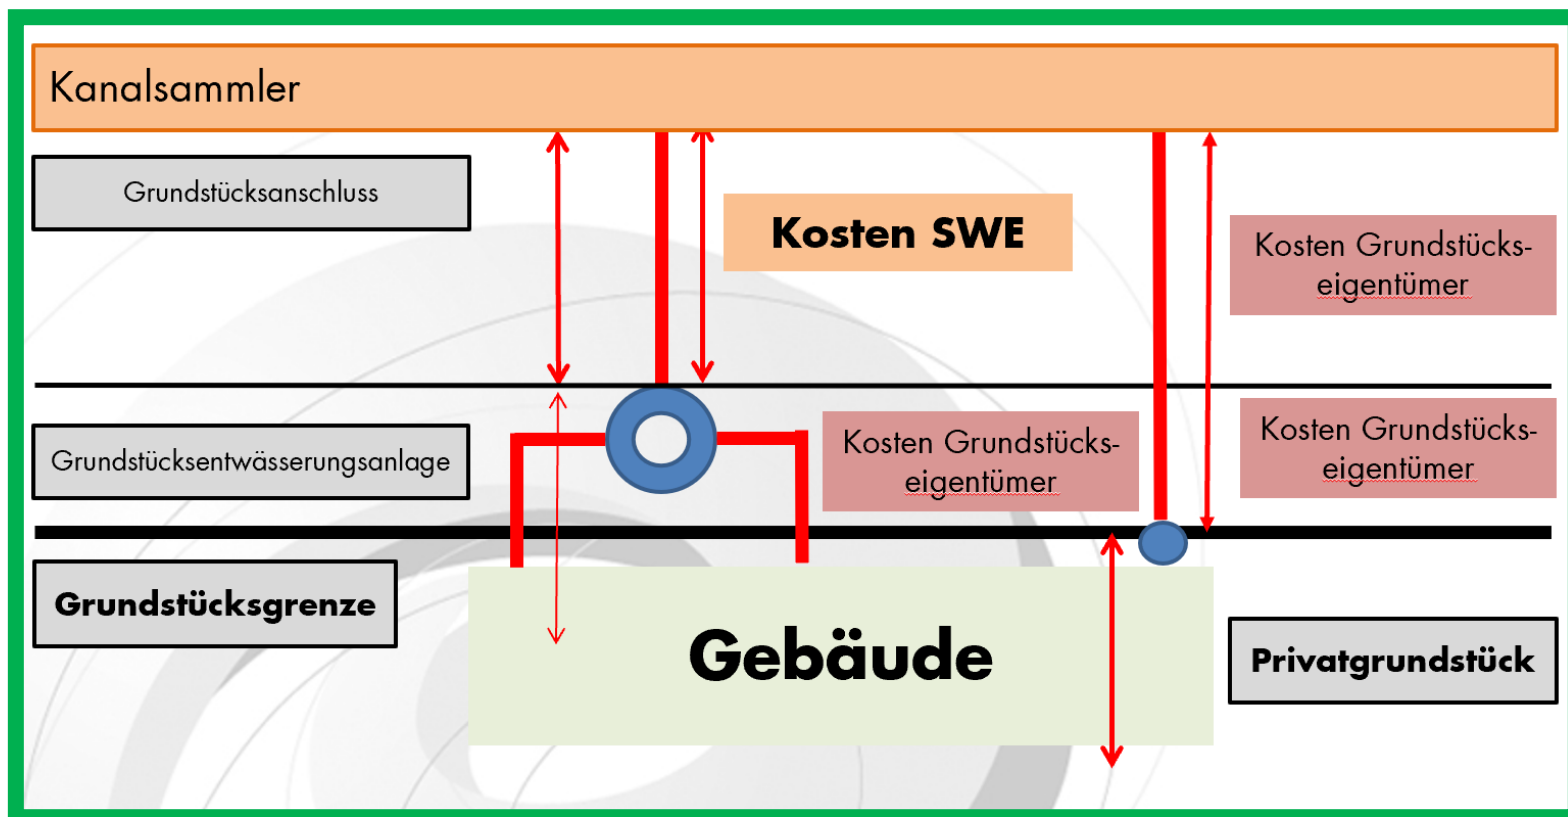 Kanalsammler
Grundstücksanschluss
Kosten SWE
Kosten Grundstücks-
eigentümer
Grundstücksentwässerungsanlage
Kosten Grundstücks-
eigentümer
Kosten Grundstücks-
eigentümer
Grundstücksgrenze
Gebäude
Privatgrundstück